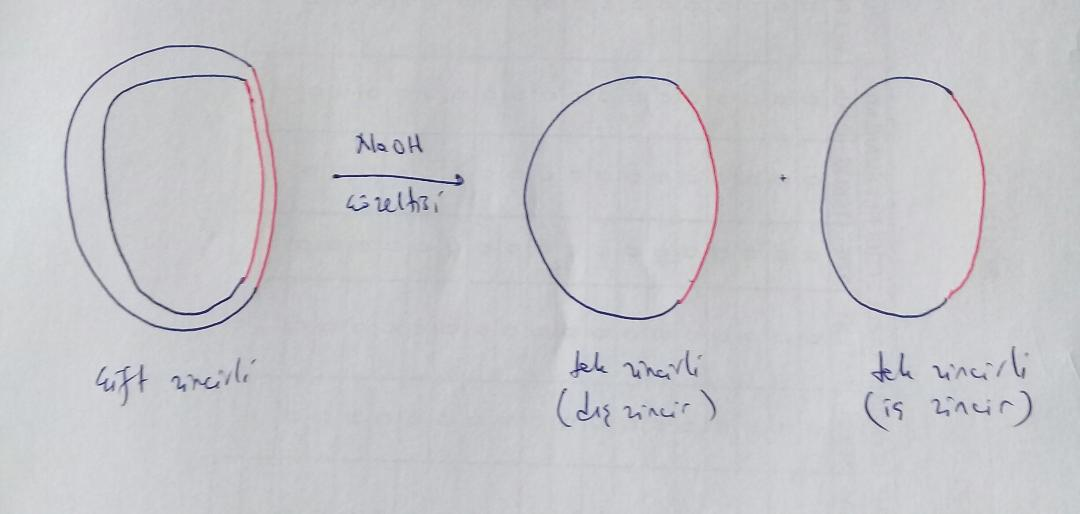 NaOH
çözeltisi
çift zincirli
tek zincirli
(dış zincir)
tek zincirli
(iç zincir)